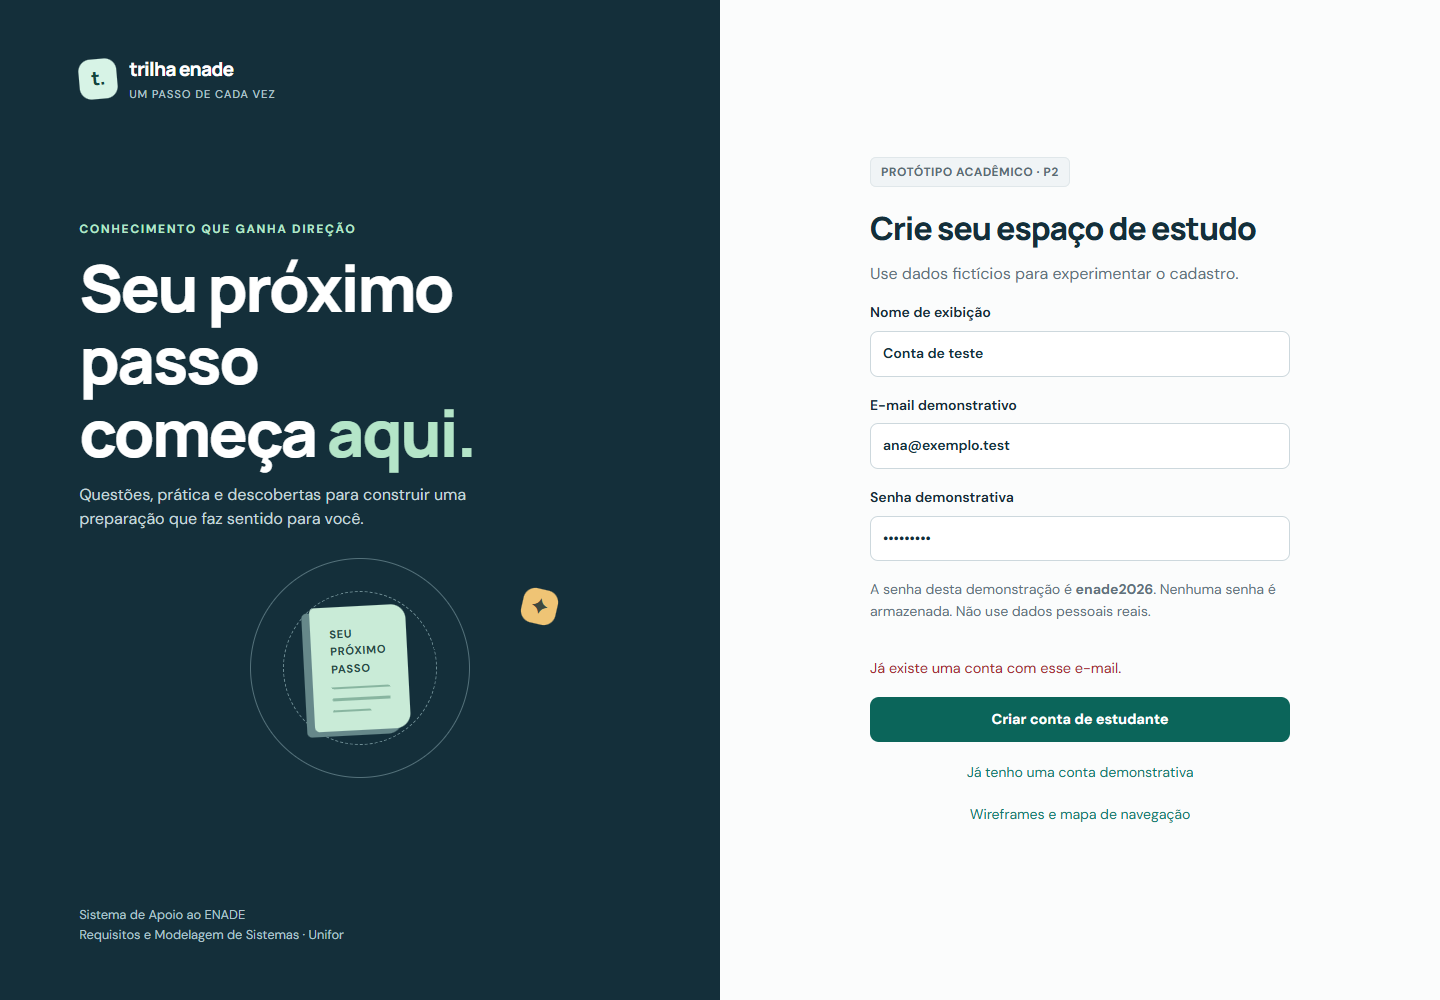 t.
trilha enade
UM PASSO DE CADA VEZ
CONHECIMENTO QUE GANHA DIREÇÃO
Seu próximo
passo
começa aqui.
Questões, prática e descobertas para construir uma
preparação que faz sentido para você.
SEU
PRÓXIMO
PASSO
Sistema de Apoio ao ENADE
Requisitos e Modelagem de Sistemas · Unifor
PROTÓTIPO ACADÊMICO · P2
Crie seu espaço de estudo
Use dados fictícios para experimentar o cadastro.
Nome de exibição
Conta de teste
E-mail demonstrativo
ana@exemplo.test
Senha demonstrativa
•••••••••
A senha desta demonstração é enade2026. Nenhuma senha é
armazenada. Não use dados pessoais reais.
Já existe uma conta com esse e-mail.
Criar conta de estudante
Já tenho uma conta demonstrativa
Wireframes e mapa de navegação